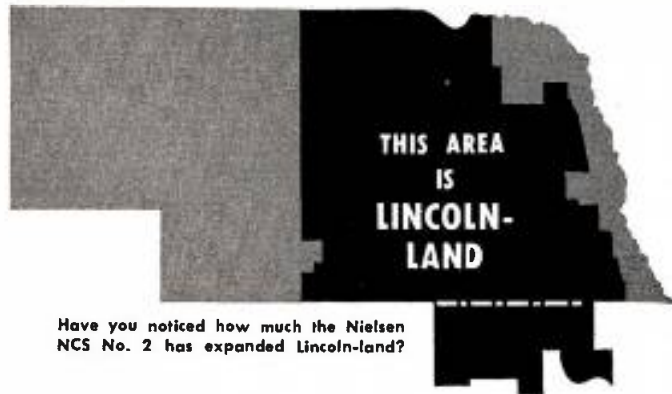 THIS AREA
IS
LINCOLN-
LAND
Have you noticed how much the Nielsen
NCS No. 2 has expanded Lincoln-land?